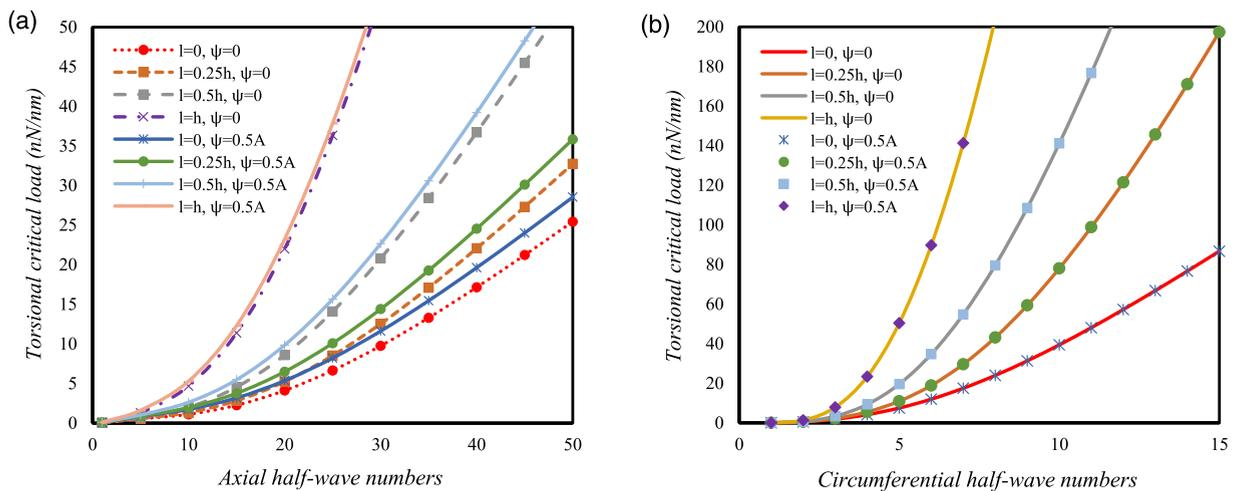 (a)
Torsional critical load (nN/nm)
50
45
40
35
30
25
20
15
10
5
0
l=0, ψ=0
l=0.25h, ψ=0
l=0.5h, ψ=0
l=h, ψ=0
l=0, ψ=0.5A
l=0.25h, ψ=0.5A
l=0.5h, ψ=0.5A
l=h, ψ=0.5A
0 10 20 30 40 50
Axial half-wave numbers
(b)
Torsional critical load (nN/nm)
200
180
160
140
120
100
80
60
40
20
0
l=0, ψ=0
l=0.25h, ψ=0
l=0.5h, ψ=0
l=h, ψ=0
l=0, ψ=0.5A
l=0.25h, ψ=0.5A
l=0.5h, ψ=0.5A
l=h, ψ=0.5A
0 5 10 15
Circumferential half-wave numbers